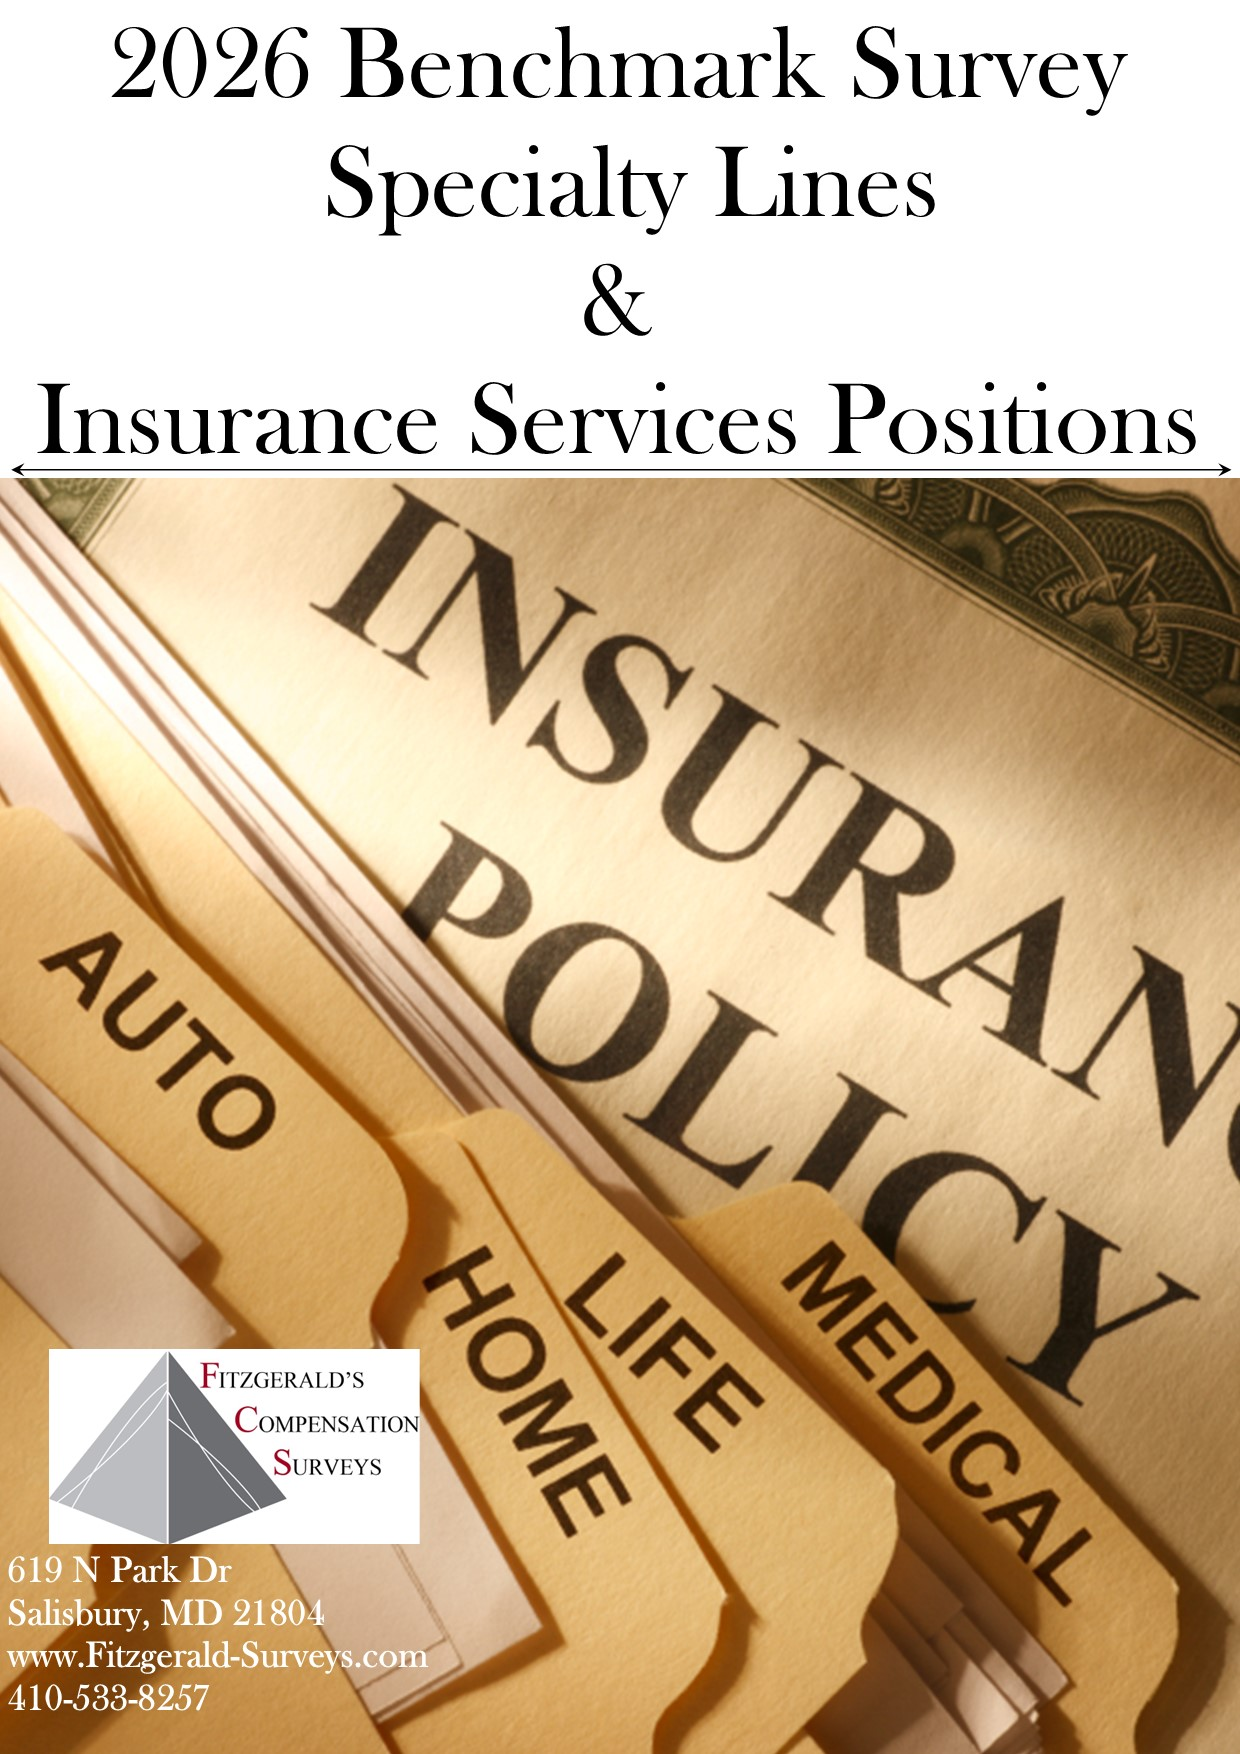 2026 Benchmark Survey
Specialty Lines
&
Insurance Services Positions
INSURANC
POLICY
AUTO
HOME
LIFE
MEDICAL
FITZGERALD'S
COMPENSATION
SURVEYS
619 N Park Dr
Salisbury, MD 21804
www.Fitzgerald-Surveys.com
410-533-8257